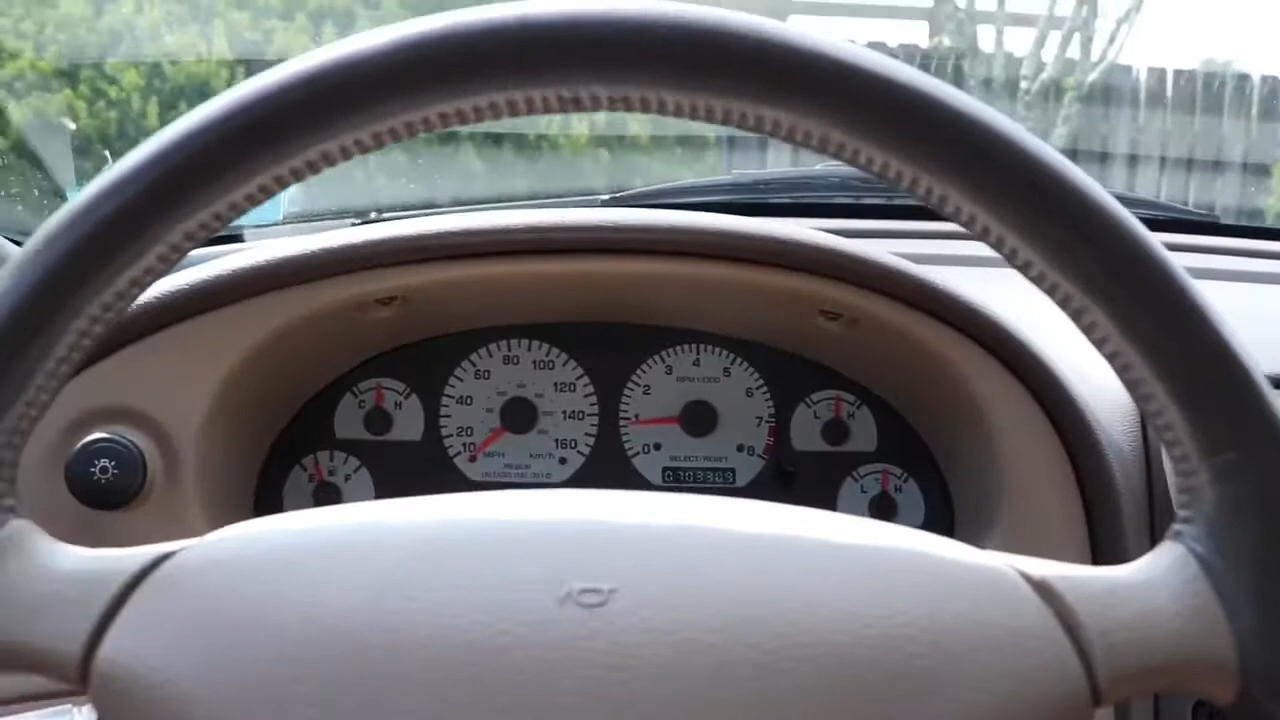 C H
E F
10 20 40 60 80 100 120 140 160
MPH km/h
0 1 2 3 4 5 6 7 8
RPM X1000
SELECT/RESET
L H
L H